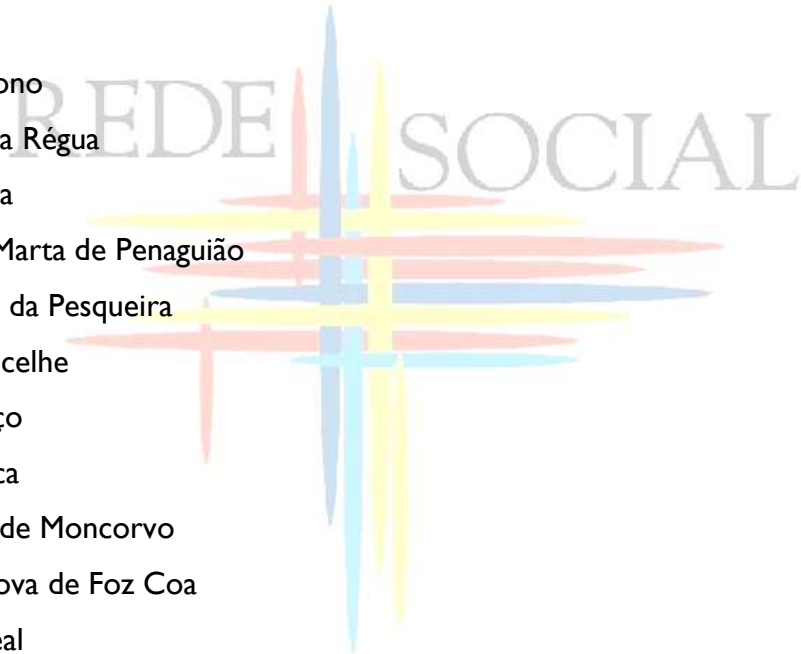 REDE SOCIAL
ono
a Régua
a
Marta de Penaguião
da Pesqueira
celhe
ço
ca
de Moncorvo
ova de Foz Coa
eal